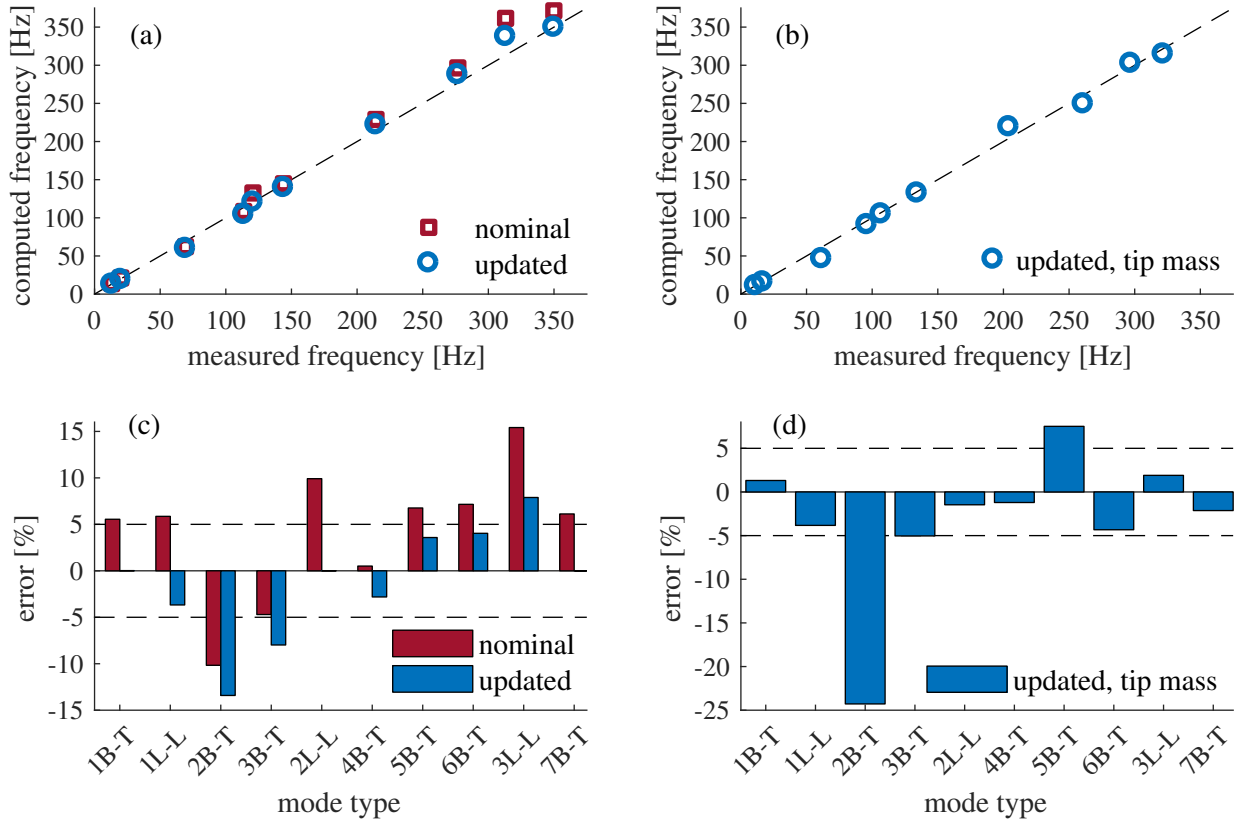 (a)
computed frequency [Hz]
350
300
250
200
150
100
50
0
nominal
updated
0 50 100 150 200 250 300 350
measured frequency [Hz]
(b)
computed frequency [Hz]
350
300
250
200
150
100
50
0
updated, tip mass
0 50 100 150 200 250 300 350
measured frequency [Hz]
(c)
error [%]
15
10
5
0
-5
-10
-15
nominal
updated
1B-T 1L-L 2B-T 3B-T 2L-L 4B-T 5B-T 6B-T 3L-L 7B-T
mode type
(d)
error [%]
5
0
-5
-10
-15
-20
-25
updated, tip mass
1B-T 1L-L 2B-T 3B-T 2L-L 4B-T 5B-T 6B-T 3L-L 7B-T
mode type